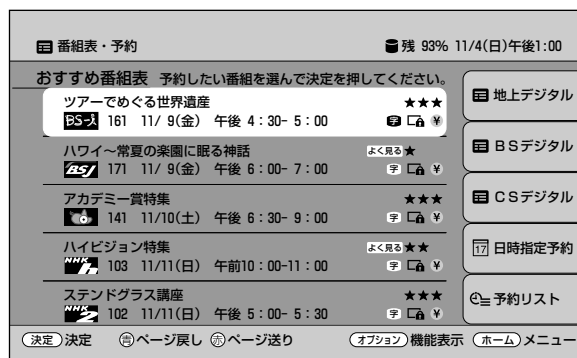 番組表・予約 残 93% 11/4(日)午後1:00
おすすめ番組表 予約したい番組を選んで決定を押してください。
ツアーでめぐる世界遺産 ★★★
BS-i 161 11/ 9(金) 午後 4:30- 5:00 字 ¥
ハワイ～常夏の楽園に眠る神話 よく見る★
BSJ 171 11/ 9(金) 午後 6:00- 7:00 字 ¥
アカデミー賞特集 ★★★
141 11/10(土) 午後 6:30- 9:00 字 ¥
ハイビジョン特集 よく見る★★
NHK h 103 11/11(日) 午前10:00-11:00 字 ¥
ステンドグラス講座 ★★★
NHK 2 102 11/11(日) 午後 5:00- 5:30 字 ¥
地上デジタル
BSデジタル
CSデジタル
17 日時指定予約
予約リスト
決定 決定 青 ページ戻し 赤 ページ送り オプション 機能表示 ホーム メニュー